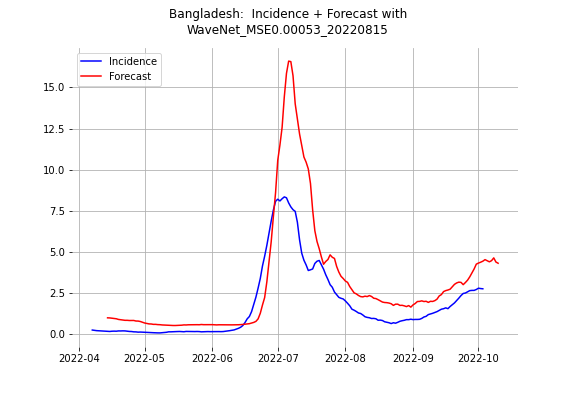 Bangladesh:  Incidence + Forecast with
WaveNet_MSE0.00053_20220815
Incidence
Forecast
15.0
12.5
10.0
7.5
5.0
2.5
0.0
2022-04 2022-05 2022-06 2022-07 2022-08 2022-09 2022-10